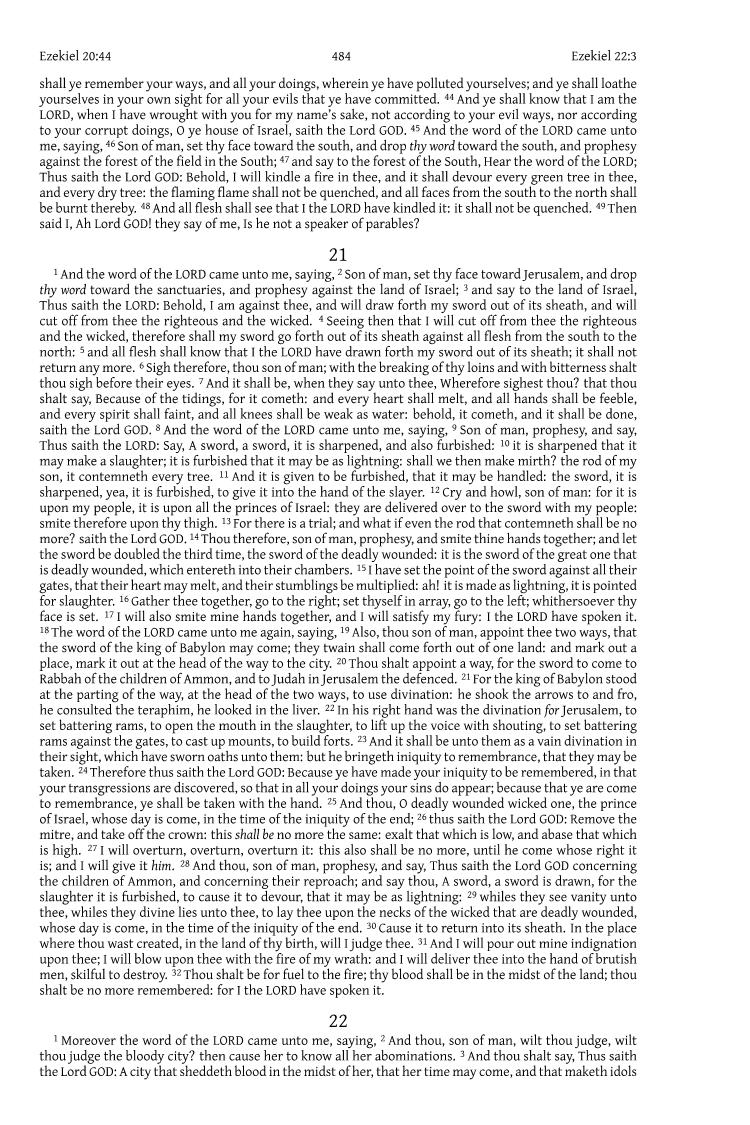 Ezekiel 20:44 484 Ezekiel 22:3
shall ye remember your ways, and all your doings, wherein ye have polluted yourselves; and ye shall loathe
yourselves in your own sight for all your evils that ye have committed. 44 And ye shall know that I am the
LORD, when I have wrought with you for my name's sake, not according to your evil ways, nor according
to your corrupt doings, O ye house of Israel, saith the Lord GOD. 45 And the word of the LORD came unto
me, saying, 46 Son of man, set thy face toward the south, and drop thy word toward the south, and prophesy
against the forest of the field in the South; 47 and say to the forest of the South, Hear the word of the LORD;
Thus saith the Lord GOD: Behold, I will kindle a fire in thee, and it shall devour every green tree in thee,
and every dry tree: the flaming flame shall not be quenched, and all faces from the south to the north shall
be burnt thereby. 48 And all flesh shall see that I the LORD have kindled it: it shall not be quenched. 49 Then
said I, Ah Lord GOD! they say of me, Is he not a speaker of parables?
21
1 And the word of the LORD came unto me, saying, 2 Son of man, set thy face toward Jerusalem, and drop
thy word toward the sanctuaries, and prophesy against the land of Israel; 3 and say to the land of Israel,
Thus saith the LORD: Behold, I am against thee, and will draw forth my sword out of its sheath, and will
cut off from thee the righteous and the wicked. 4 Seeing then that I will cut off from thee the righteous
and the wicked, therefore shall my sword go forth out of its sheath against all flesh from the south to the
north: 5 and all flesh shall know that I the LORD have drawn forth my sword out of its sheath; it shall not
return any more. 6 Sigh therefore, thou son of man; with the breaking of thy loins and with bitterness shalt
thou sigh before their eyes. 7 And it shall be, when they say unto thee, Wherefore sighest thou? that thou
shalt say, Because of the tidings, for it cometh: and every heart shall melt, and all hands shall be feeble,
and every spirit shall faint, and all knees shall be weak as water: behold, it cometh, and it shall be done,
saith the Lord GOD. 8 And the word of the LORD came unto me, saying, 9 Son of man, prophesy, and say,
Thus saith the LORD: Say, A sword, a sword, it is sharpened, and also furbished: 10 it is sharpened that it
may make a slaughter; it is furbished that it may be as lightning: shall we then make mirth? the rod of my
son, it contemneth every tree. 11 And it is given to be furbished, that it may be handled: the sword, it is
sharpened, yea, it is furbished, to give it into the hand of the slayer. 12 Cry and howl, son of man: for it is
upon my people, it is upon all the princes of Israel: they are delivered over to the sword with my people:
smite therefore upon thy thigh. 13 For there is a trial; and what if even the rod that contemneth shall be no
more? saith the Lord GOD. 14 Thou therefore, son of man, prophesy, and smite thine hands together; and let
the sword be doubled the third time, the sword of the deadly wounded: it is the sword of the great one that
is deadly wounded, which entereth into their chambers. 15 I have set the point of the sword against all their
gates, that their heart may melt, and their stumblings be multiplied: ah! it is made as lightning, it is pointed
for slaughter. 16 Gather thee together, go to the right; set thyself in array, go to the left; whithersoever thy
face is set. 17 I will also smite mine hands together, and I will satisfy my fury: I the LORD have spoken it.
18 The word of the LORD came unto me again, saying, 19 Also, thou son of man, appoint thee two ways, that
the sword of the king of Babylon may come; they twain shall come forth out of one land: and mark out a
place, mark it out at the head of the way to the city. 20 Thou shalt appoint a way, for the sword to come to
Rabbah of the children of Ammon, and to Judah in Jerusalem the defenced. 21 For the king of Babylon stood
at the parting of the way, at the head of the two ways, to use divination: he shook the arrows to and fro,
he consulted the teraphim, he looked in the liver. 22 In his right hand was the divination for Jerusalem, to
set battering rams, to open the mouth in the slaughter, to lift up the voice with shouting, to set battering
rams against the gates, to cast up mounts, to build forts. 23 And it shall be unto them as a vain divination in
their sight, which have sworn oaths unto them: but he bringeth iniquity to remembrance, that they may be
taken. 24 Therefore thus saith the Lord GOD: Because ye have made your iniquity to be remembered, in that
your transgressions are discovered, so that in all your doings your sins do appear; because that ye are come
to remembrance, ye shall be taken with the hand. 25 And thou, O deadly wounded wicked one, the prince
of Israel, whose day is come, in the time of the iniquity of the end; 26 thus saith the Lord GOD: Remove the
mitre, and take off the crown: this shall be no more the same: exalt that which is low, and abase that which
is high. 27 I will overturn, overturn, overturn it: this also shall be no more, until he come whose right it
is; and I will give it him. 28 And thou, son of man, prophesy, and say, Thus saith the Lord GOD concerning
the children of Ammon, and concerning their reproach; and say thou, A sword, a sword is drawn, for the
slaughter it is furbished, to cause it to devour, that it may be as lightning: 29 whiles they see vanity unto
thee, whiles they divine lies unto thee, to lay thee upon the necks of the wicked that are deadly wounded,
whose day is come, in the time of the iniquity of the end. 30 Cause it to return into its sheath. In the place
where thou wast created, in the land of thy birth, will I judge thee. 31 And I will pour out mine indignation
upon thee; I will blow upon thee with the fire of my wrath: and I will deliver thee into the hand of brutish
men, skilful to destroy. 32 Thou shalt be for fuel to the fire; thy blood shall be in the midst of the land; thou
shalt be no more remembered: for I the LORD have spoken it.
22
1 Moreover the word of the LORD came unto me, saying, 2 And thou, son of man, wilt thou judge, wilt
thou judge the bloody city? then cause her to know all her abominations. 3 And thou shalt say, Thus saith
the Lord GOD: A city that sheddeth blood in the midst of her, that her time may come, and that maketh idols